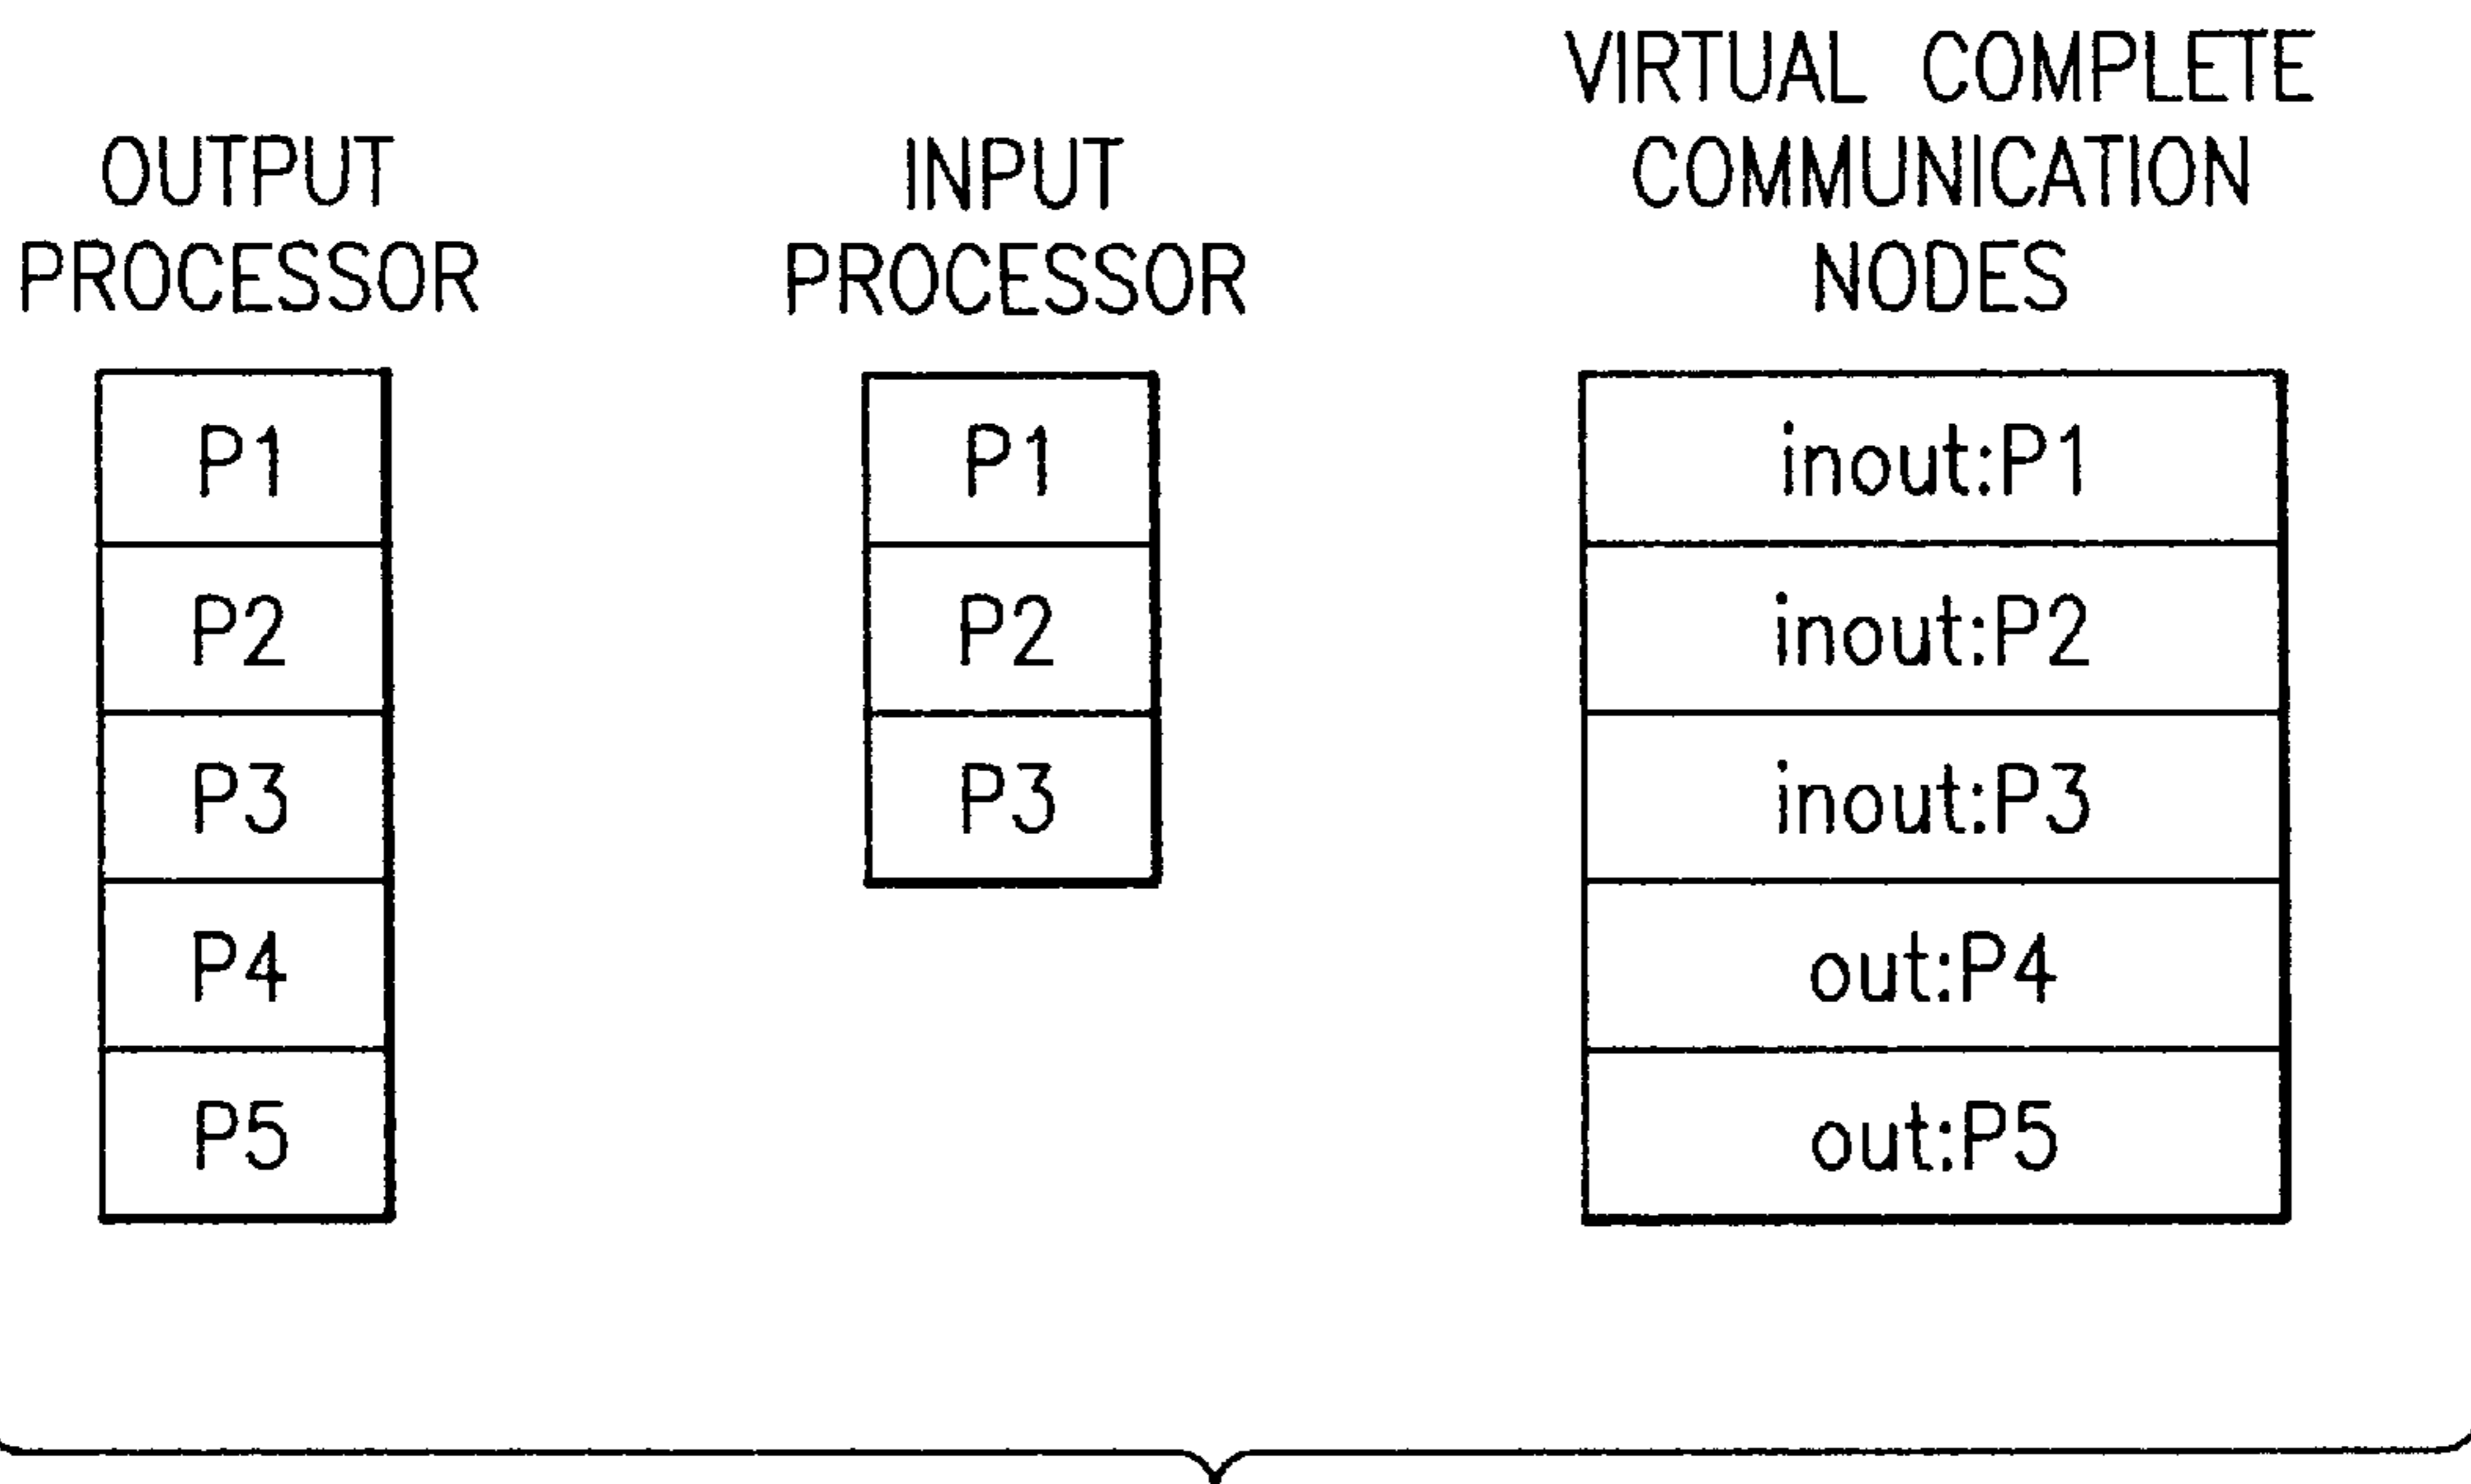 OUTPUT
PROCESSOR
P1
P2
P3
P4
P5
INPUT
PROCESSOR
P1
P2
P3
VIRTUAL COMPLETE
COMMUNICATION
NODES
inout:P1
inout:P2
inout:P3
out:P4
out:P5